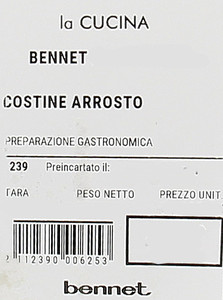 la CUCINA
BENNET
COSTINE ARROSTO
PREPARAZIONE GASTRONOMICA
239 Preincartato il:
TARA PESO NETTO PREZZO UNIT.
2 112390 006253
bennet